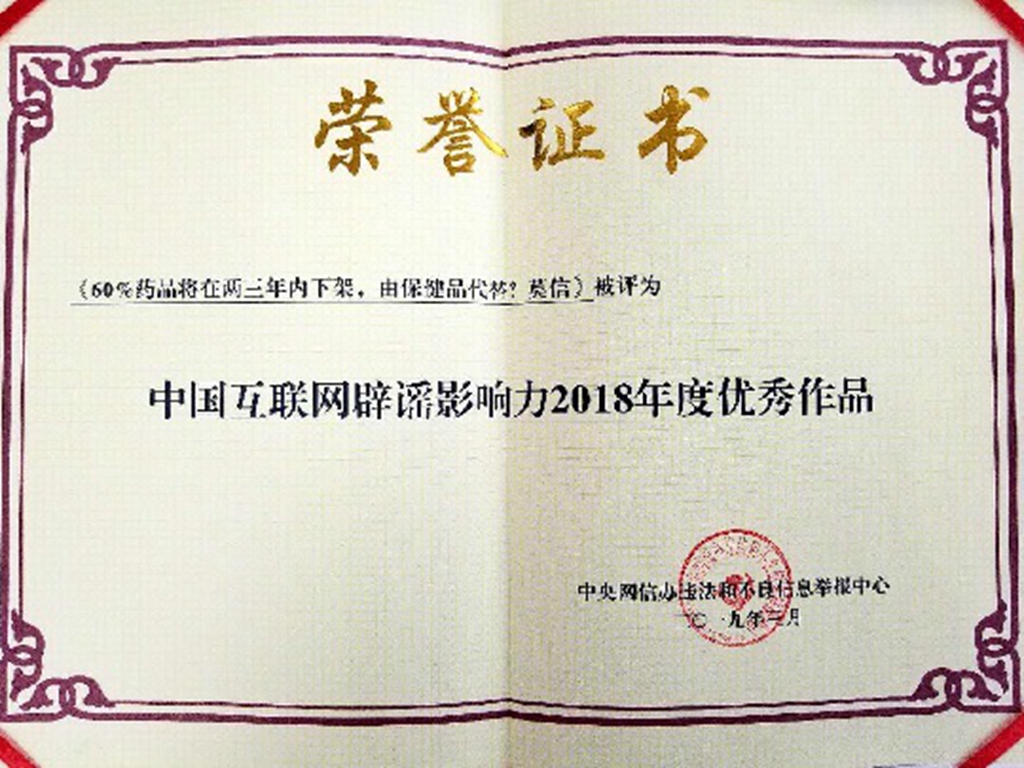 荣誉证书
《60%药品将在两三年内下架，由保健品代替？莫信》被评为
中国互联网辟谣影响力2018年度优秀作品
中央网信办违法和不良信息举报中心
二〇一九年三月